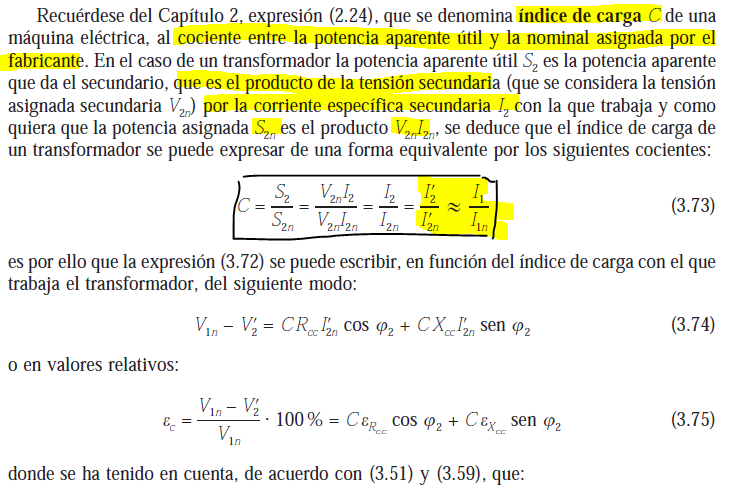 Recuérdese del Capítulo 2, expresión (2.24), que se denomina índice de carga C de una
máquina eléctrica, al cociente entre la potencia aparente útil y la nominal asignada por el
fabricante. En el caso de un transformador la potencia aparente útil S₂ es la potencia aparente
que da el secundario, que es el producto de la tensión secundaria (que se considera la tensión
asignada secundaria V₂ₙ) por la corriente específica secundaria I₂ con la que trabaja y como
quiera que la potencia asignada S₂ₙ es el producto V₂ₙI₂ₙ, se deduce que el índice de carga de
un transformador se puede expresar de una forma equivalente por los siguientes cocientes:
C = S₂/S₂ₙ = V₂ₙI₂/V₂ₙI₂ₙ = I₂/I₂ₙ = I′₂/I′₂ₙ ≈ I₁/I₁ₙ (3.73)
es por ello que la expresión (3.72) se puede escribir, en función del índice de carga con el que
trabaja el transformador, del siguiente modo:
V₁ₙ – V′₂ = CR_cc I′₂ₙ cos φ₂ + CX_cc I′₂ₙ sen φ₂ (3.74)
o en valores relativos:
ε_c = (V₁ₙ – V′₂)/V₁ₙ · 100 % = Cε_Rcc cos φ₂ + Cε_Xcc sen φ₂ (3.75)
donde se ha tenido en cuenta, de acuerdo con (3.51) y (3.59), que: